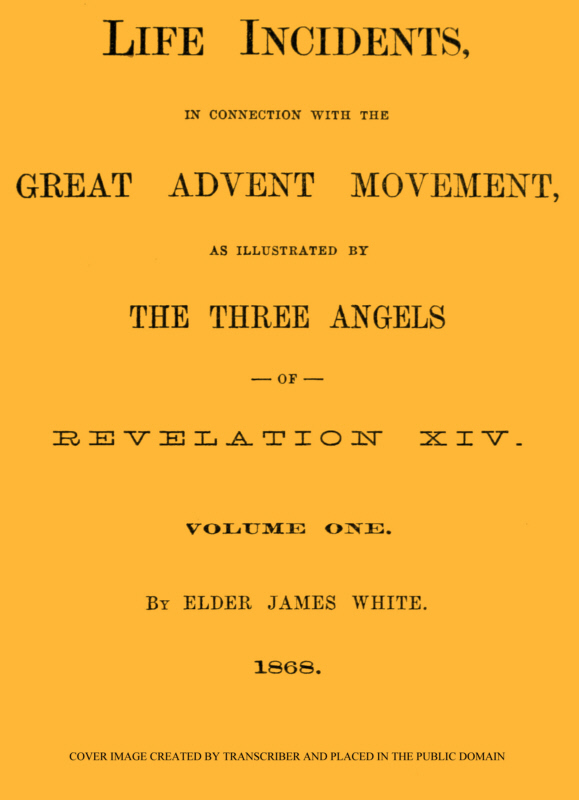 LIFE INCIDENTS,
IN CONNECTION WITH THE
GREAT ADVENT MOVEMENT,
AS ILLUSTRATED BY
THE THREE ANGELS
— OF —
REVELATION XIV.
VOLUME ONE.
BY ELDER JAMES WHITE.
1868.
COVER IMAGE CREATED BY TRANSCRIBER AND PLACED IN THE PUBLIC DOMAIN